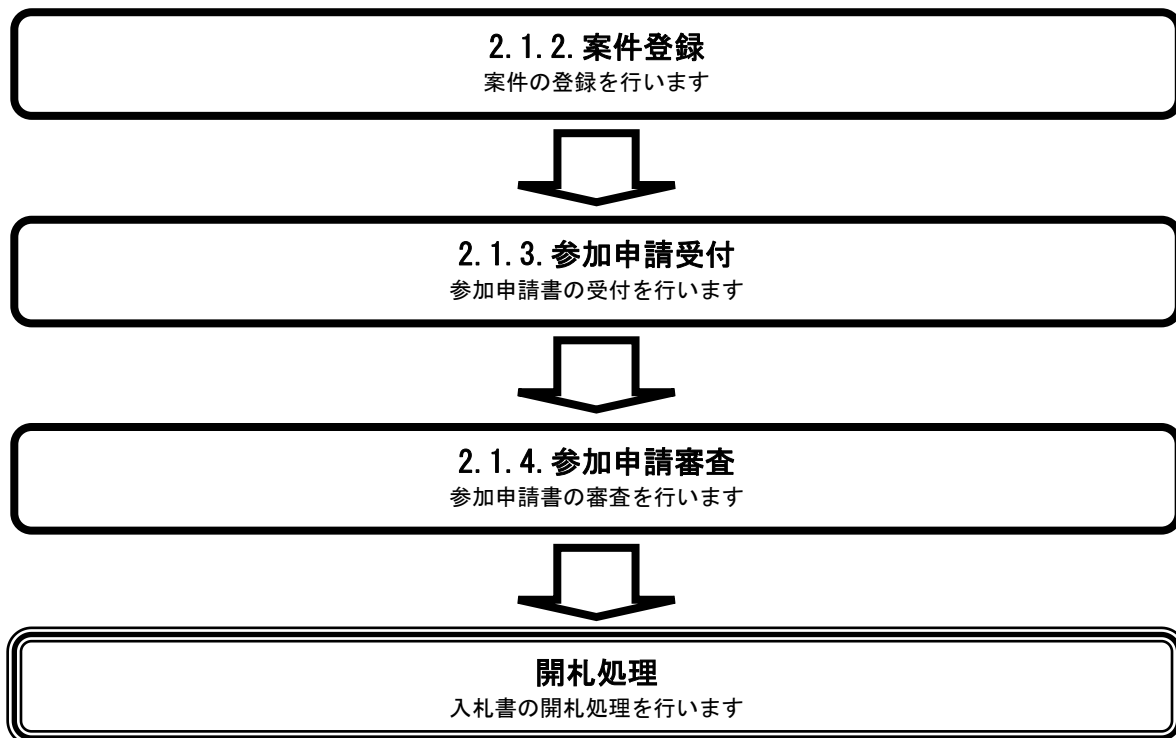 2.1.2.案件登録
案件の登録を行います
2.1.3.参加申請受付
参加申請書の受付を行います
2.1.4.参加申請審査
参加申請書の審査を行います
開札処理
入札書の開札処理を行います